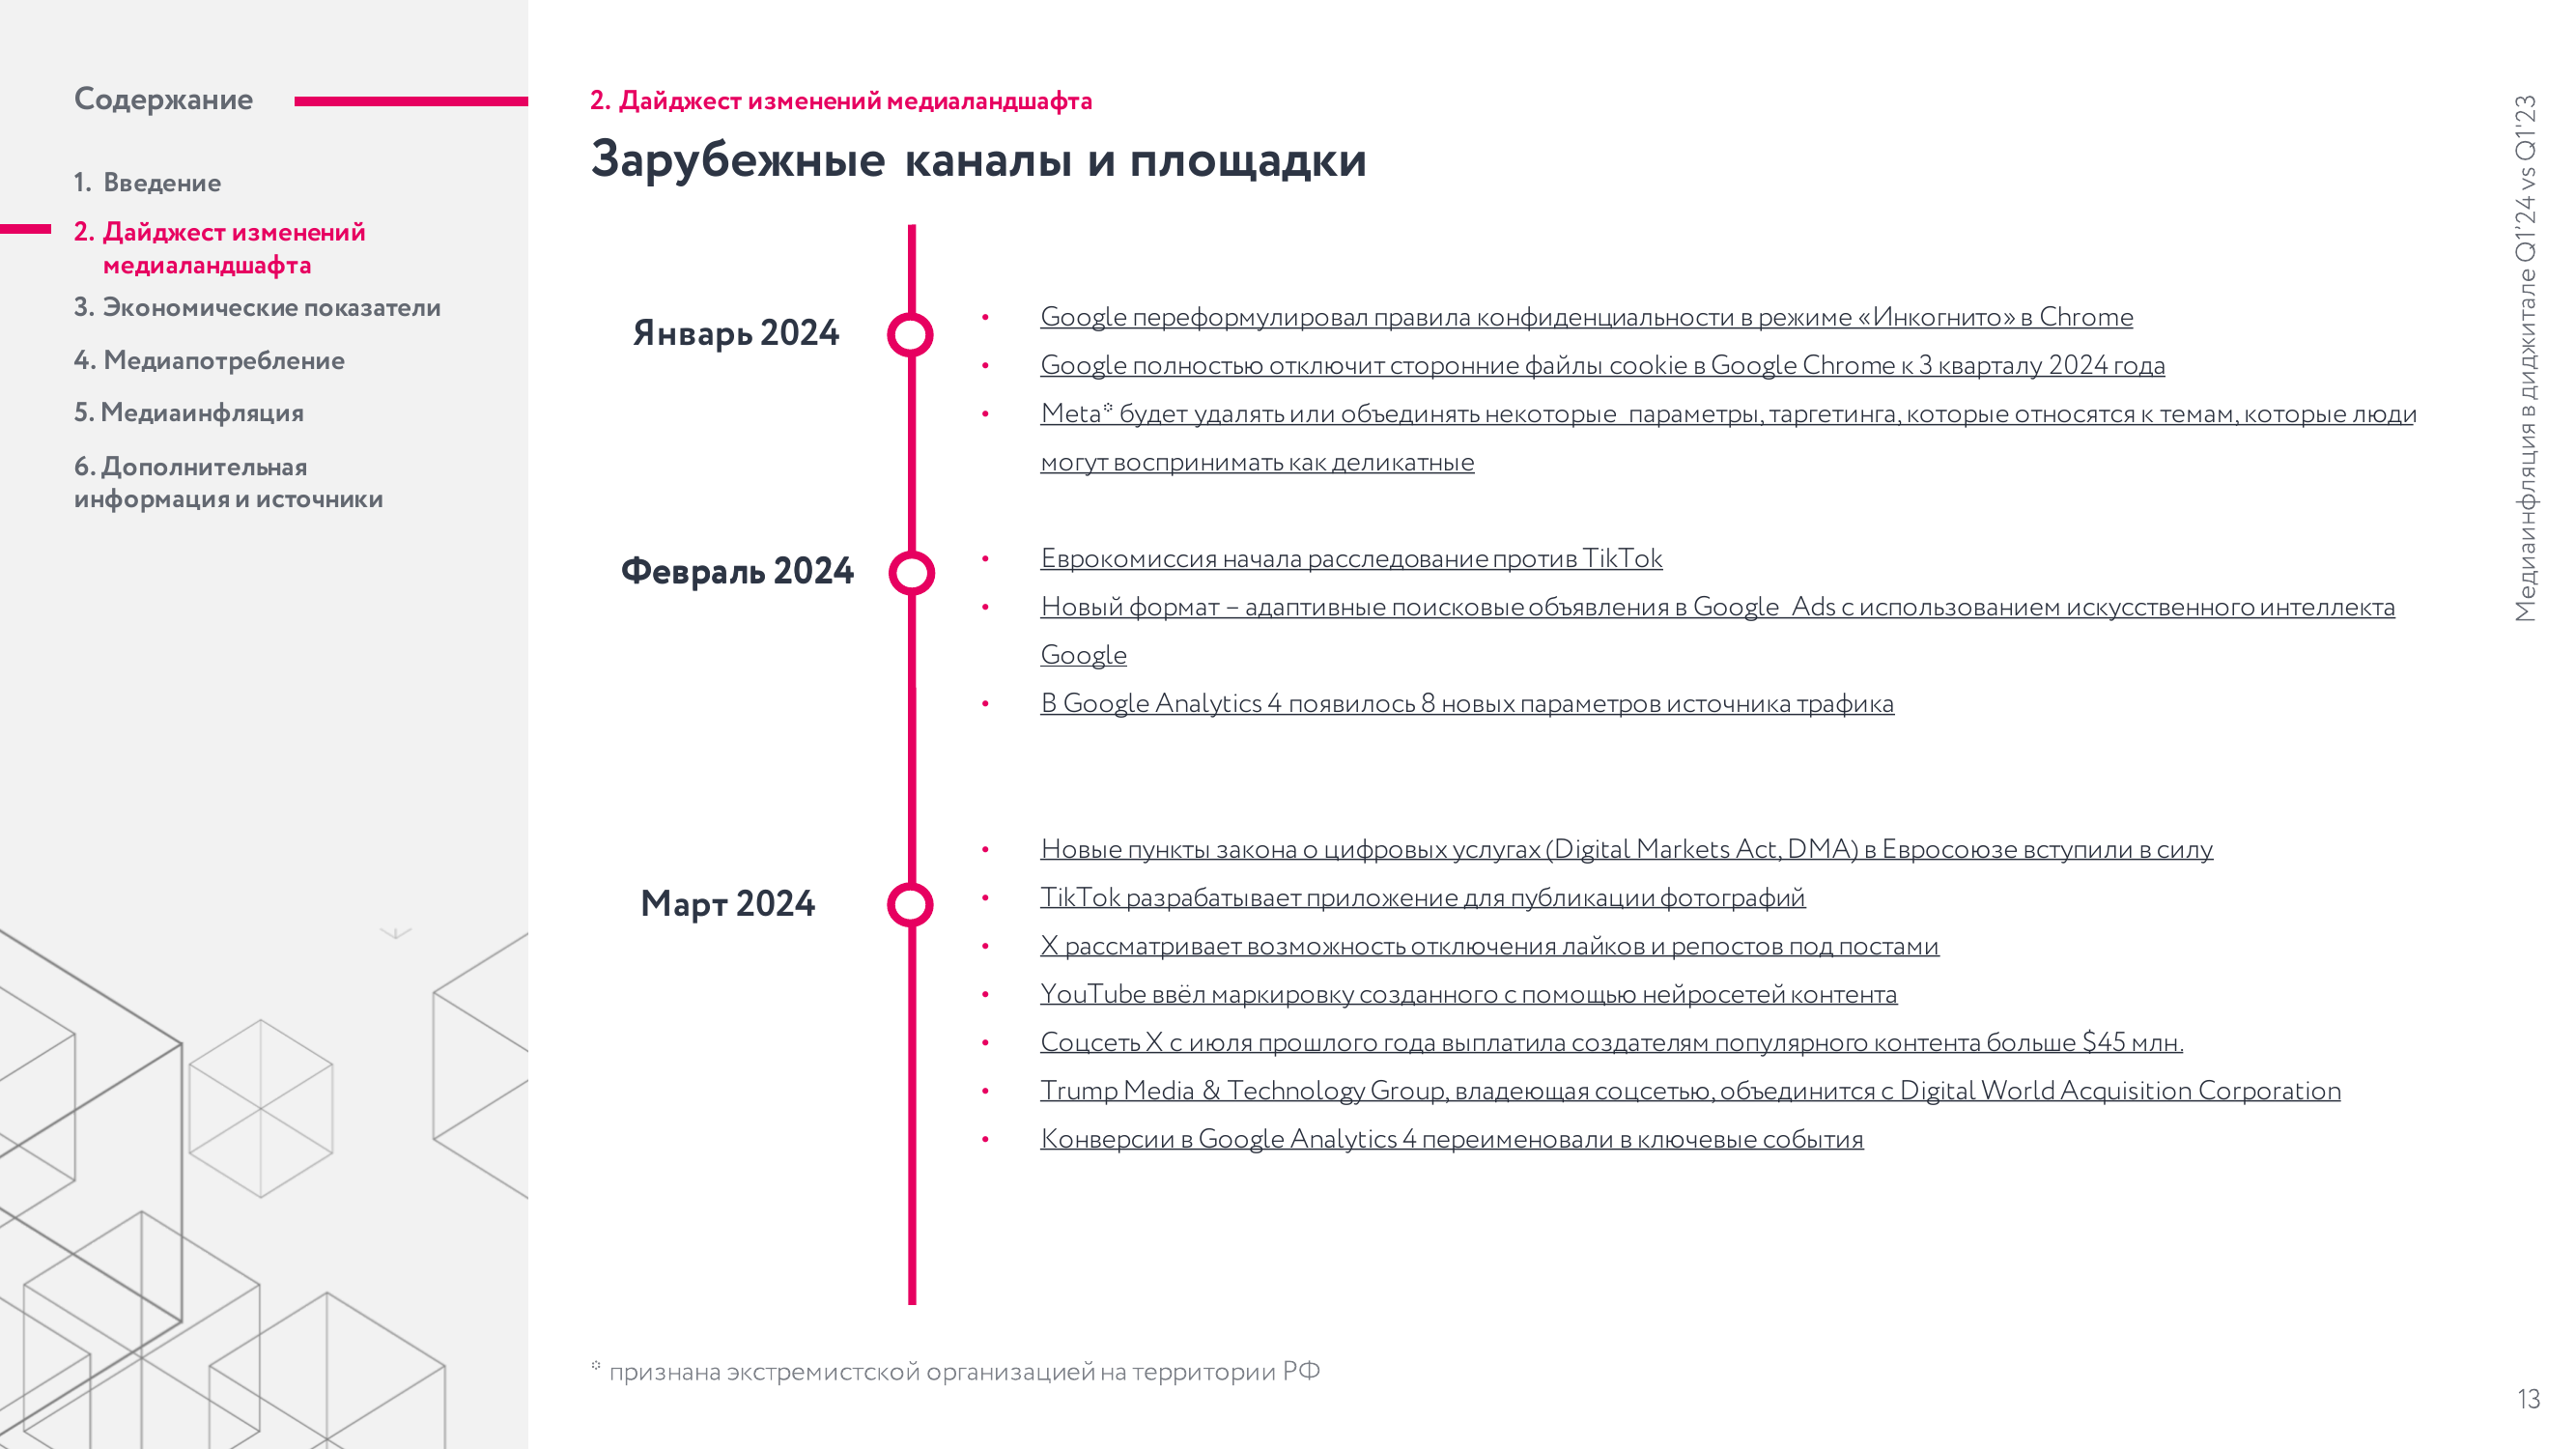 Содержание
1. Введение
2. Дайджест изменений
медиаландшафта
3. Экономические показатели
4. Медиапотребление
5. Медиаинфляция
6. Дополнительная
информация и источники
2. Дайджест изменений медиаландшафта
Зарубежные каналы и площадки
Январь 2024
• Google переформулировал правила конфиденциальности в режиме «Инкогнито» в Chrome
• Google полностью отключит сторонние файлы cookie в Google Chrome к 3 кварталу 2024 года
• Meta* будет удалять или объединять некоторые параметры, таргетинга, которые относятся к темам, которые люди
могут воспринимать как деликатные
Февраль 2024
• Еврокомиссия начала расследование против TikTok
• Новый формат – адаптивные поисковые объявления в Google Ads с использованием искусственного интеллекта
Google
• В Google Analytics 4 появилось 8 новых параметров источника трафика
Март 2024
• Новые пункты закона о цифровых услугах (Digital Markets Act, DMA) в Евросоюзе вступили в силу
• TikTok разрабатывает приложение для публикации фотографий
• X рассматривает возможность отключения лайков и репостов под постами
• YouTube ввёл маркировку созданного с помощью нейросетей контента
• Соцсеть X с июля прошлого года выплатила создателям популярного контента больше $45 млн.
• Trump Media & Technology Group, владеющая соцсетью, объединится с Digital World Acquisition Corporation
• Конверсии в Google Analytics 4 переименовали в ключевые события
* признана экстремистской организацией на территории РФ
Медиаинфляция в диджитале Q1'24 vs Q1'23
13